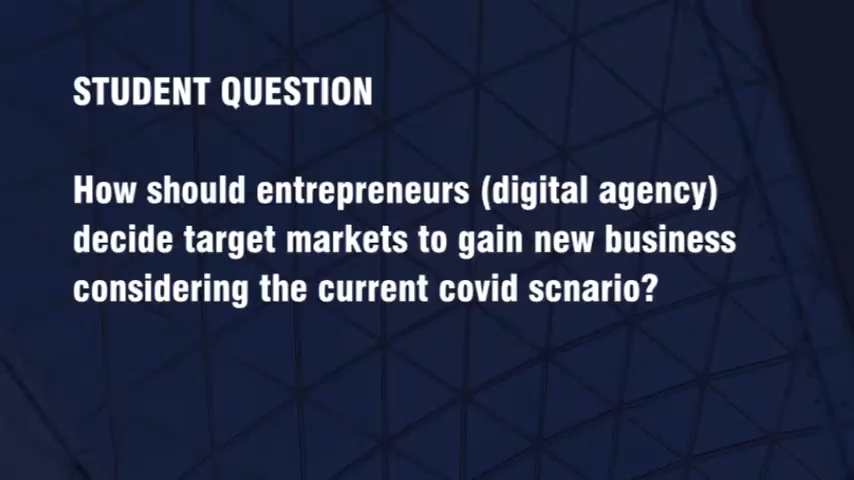 STUDENT QUESTION
How should entrepreneurs (digital agency)
decide target markets to gain new business
considering the current covid scnario?